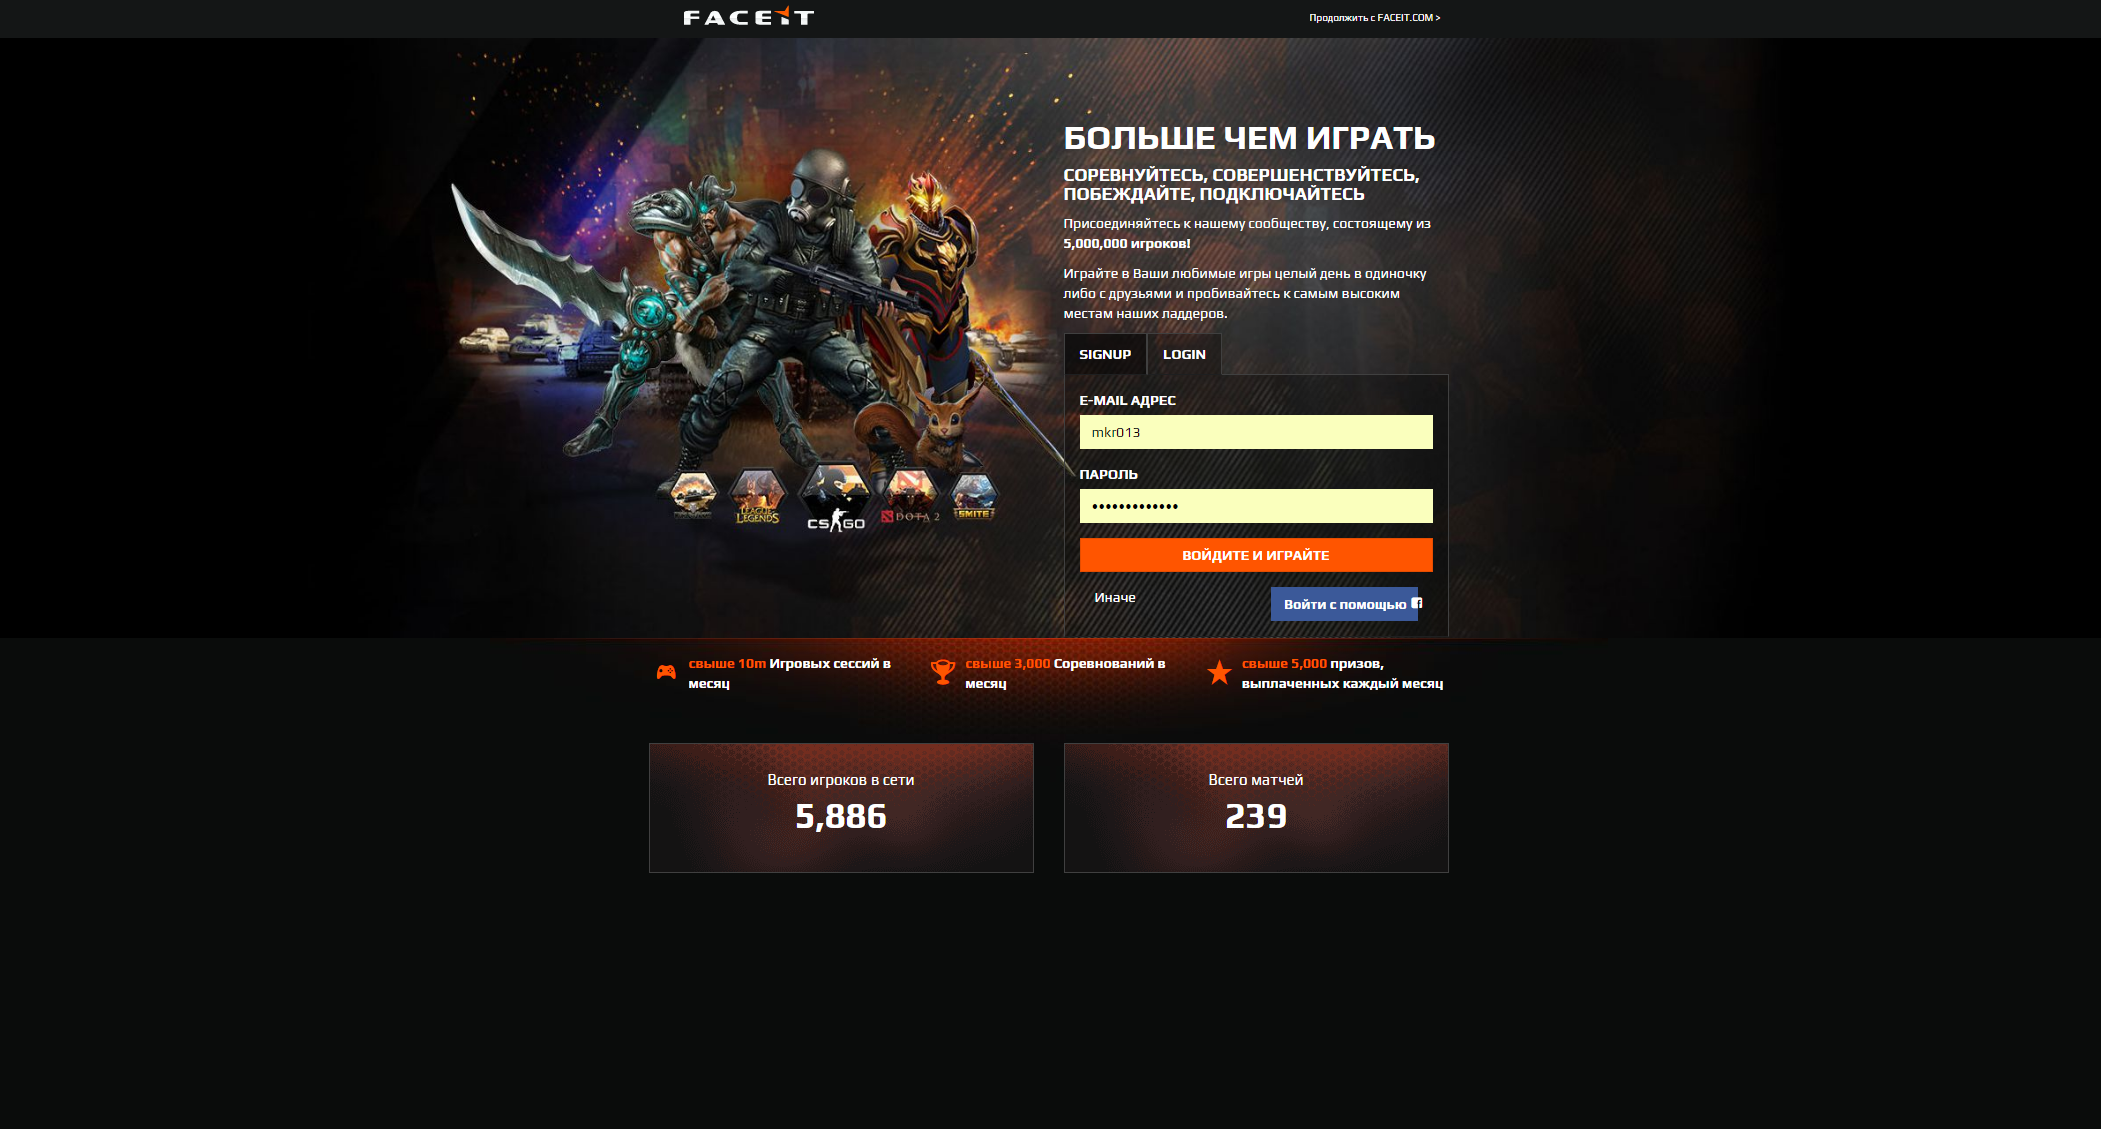 FACEIT
Продолжить с FACEIT.COM >
БОЛЬШЕ ЧЕМ ИГРАТЬ
СОРЕВНУЙТЕСЬ, СОВЕРШЕНСТВУЙТЕСЬ,
ПОБЕЖДАЙТЕ, ПОДКЛЮЧАЙТЕСЬ
Присоединяйтесь к нашему сообществу, состоящему из
5,000,000 игроков!
Играйте в Ваши любимые игры целый день в одиночку
либо с друзьями и пробивайтесь к самым высоким
местам наших ладдеров.
SIGNUP
LOGIN
E-MAIL АДРЕС
mkr013
ПАРОЛЬ
•••••••••••••
ВОЙДИТЕ И ИГРАЙТЕ
Иначе
Войти с помощью
LEAGUE
LEGENDS
CS GO
DOTA 2
SMITE
свыше 10m Игровых сессий в
месяц
свыше 3,000 Соревнований в
месяц
свыше 5,000 призов,
выплаченных каждый месяц
Всего игроков в сети
5,886
Всего матчей
239